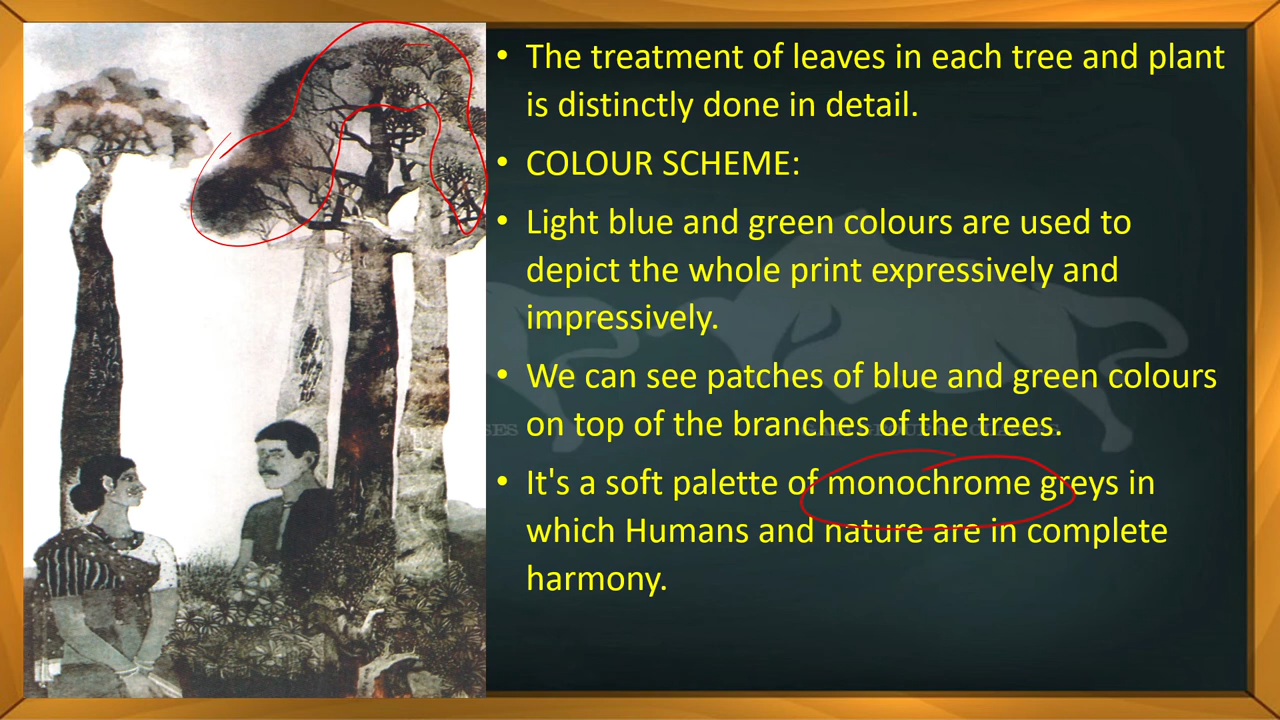 • The treatment of leaves in each tree and plant
is distinctly done in detail.
• COLOUR SCHEME:
• Light blue and green colours are used to
depict the whole print expressively and
impressively.
• We can see patches of blue and green colours
on top of the branches of the trees.
• It's a soft palette of monochrome greys in
which Humans and nature are in complete
harmony.